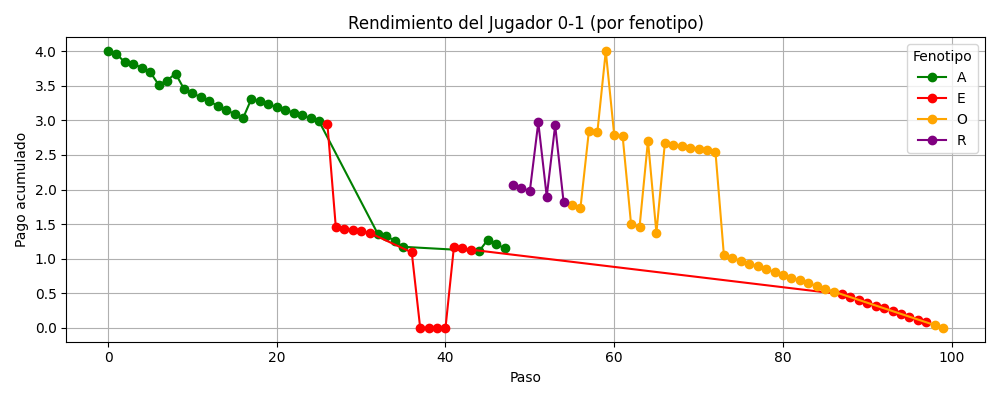 Rendimiento del Jugador 0-1 (por fenotipo)
Pago acumulado
4.0
3.5
3.0
2.5
2.0
1.5
1.0
0.5
0.0
Fenotipo
A
E
O
R
0 20 40 60 80 100
Paso